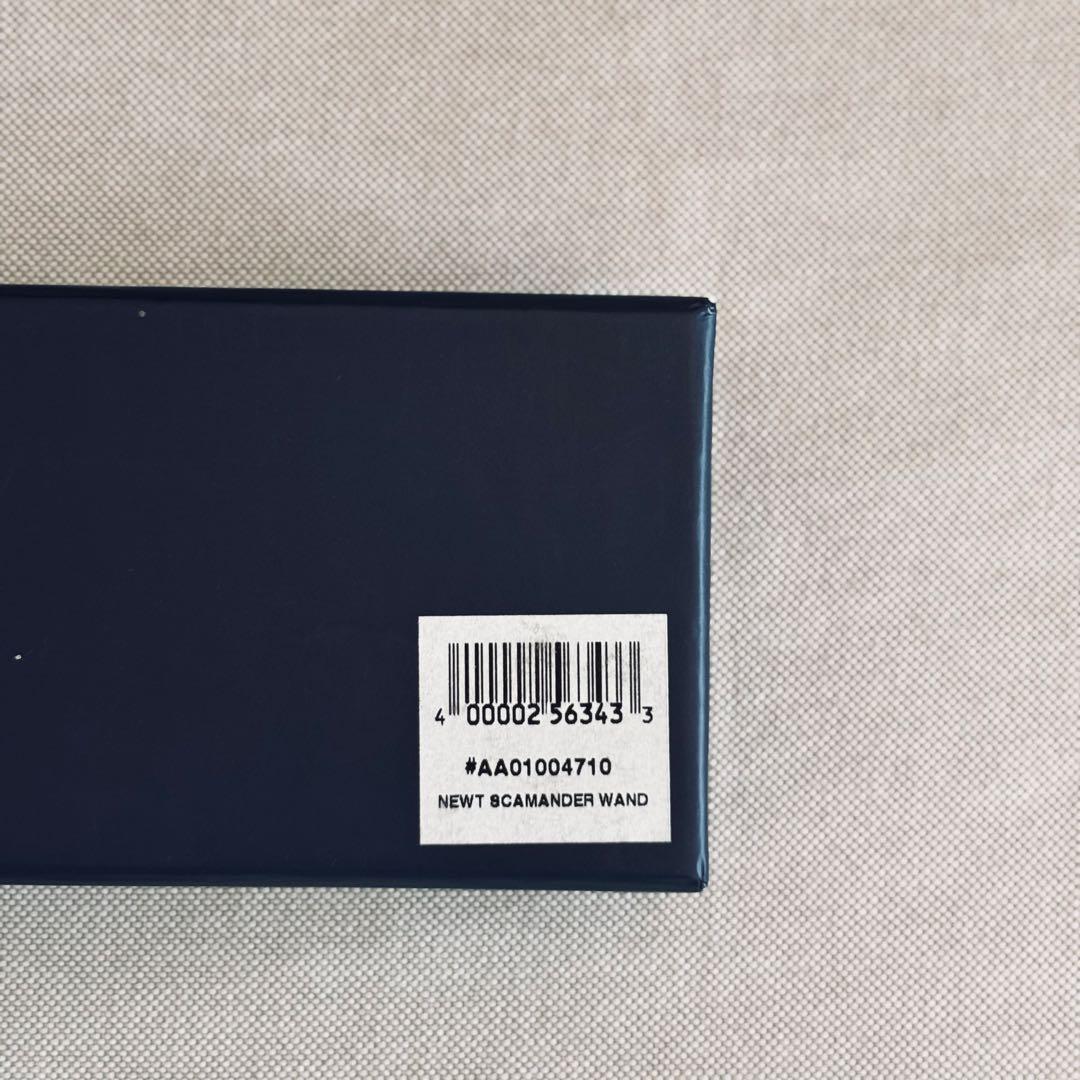 4 00002 56343 3
#AA01004710
NEWT SCAMANDER WAND